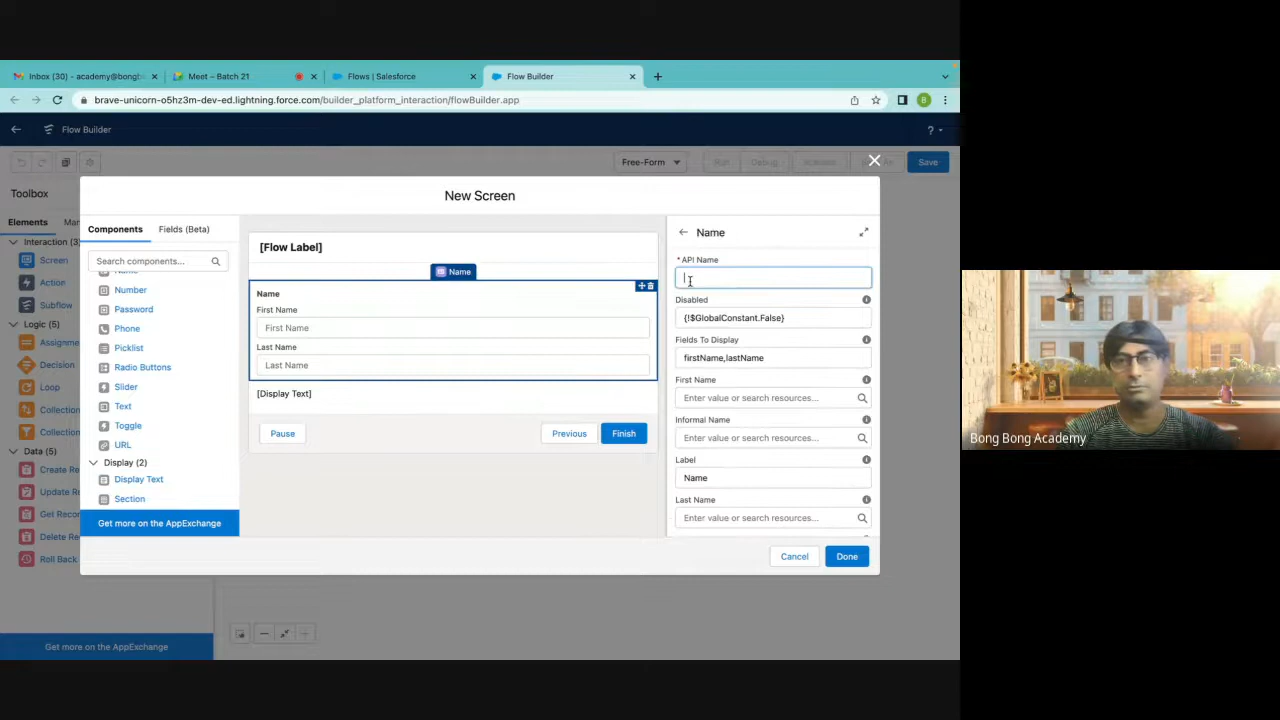 Inbox (30) - academy@bongb
Meet – Batch 21
Flows | Salesforce
Flow Builder
brave-unicorn-o5hz3m-dev-ed.lightning.force.com/builder_platform_interaction/flowBuilder.app
B
Flow Builder
?
Free-Form
Run
Debug
Activate
Save
Toolbox
Elements
Interaction (3)
Screen
Action
Subflow
Logic (5)
Assignme
Decision
Loop
Collection
Collection
Data (5)
Create Re
Update R
Get Reco
Delete Re
Roll Back
Get more on the AppExchange
New Screen
Components
Fields (Beta)
Search components...
Name
Number
Password
Phone
Picklist
Radio Buttons
Slider
Text
Toggle
URL
Display (2)
Display Text
Section
Get more on the AppExchange
[Flow Label]
Name
Name
First Name
First Name
Last Name
Last Name
[Display Text]
Pause
Previous
Finish
Name
* API Name
Disabled
{!$GlobalConstant.False}
Fields To Display
firstName,lastName
First Name
Enter value or search resources...
Informal Name
Enter value or search resources...
Label
Name
Last Name
Enter value or search resources...
Cancel
Done
Bong Bong Academy